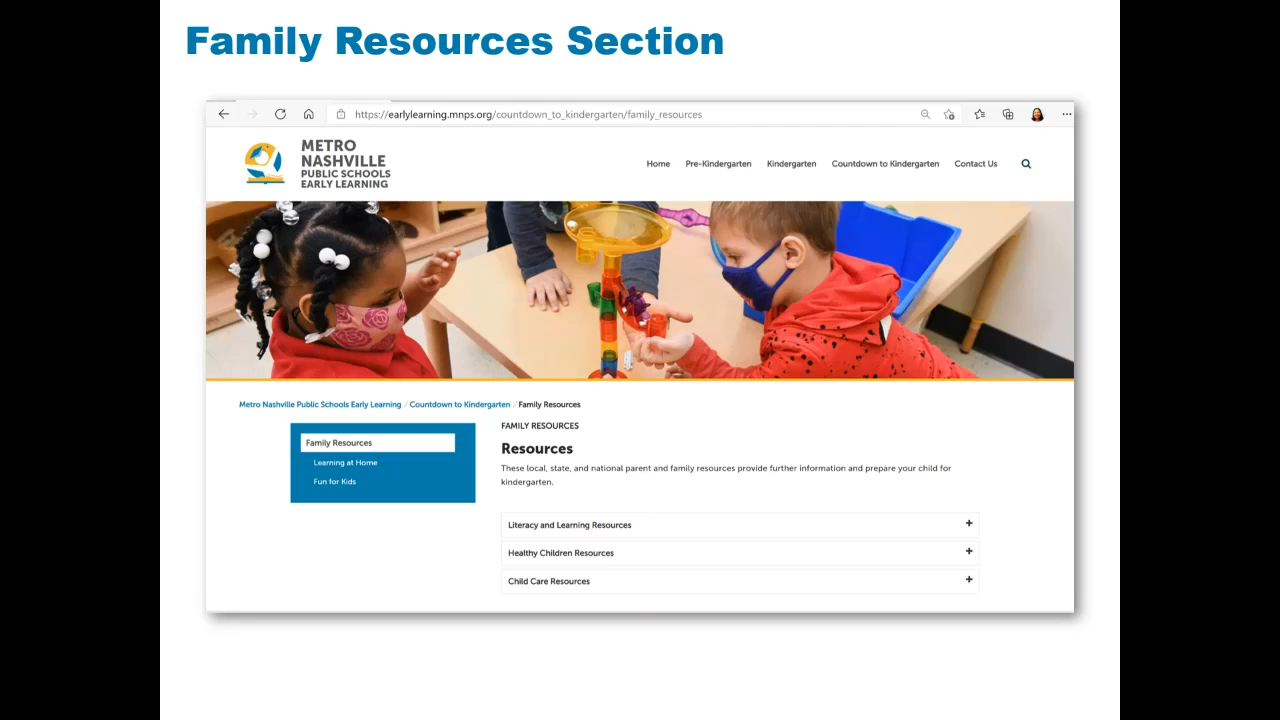 Family Resources Section
https://earlylearning.mnps.org/countdown_to_kindergarten/family_resources
METRO
NASHVILLE
PUBLIC SCHOOLS
EARLY LEARNING
Home Pre-Kindergarten Kindergarten Countdown to Kindergarten Contact Us
Metro Nashville Public Schools Early Learning / Countdown to Kindergarten / Family Resources
Family Resources
Learning at Home
Fun for Kids
FAMILY RESOURCES
Resources
These local, state, and national parent and family resources provide further information and prepare your child for
kindergarten.
Literacy and Learning Resources
Healthy Children Resources
Child Care Resources